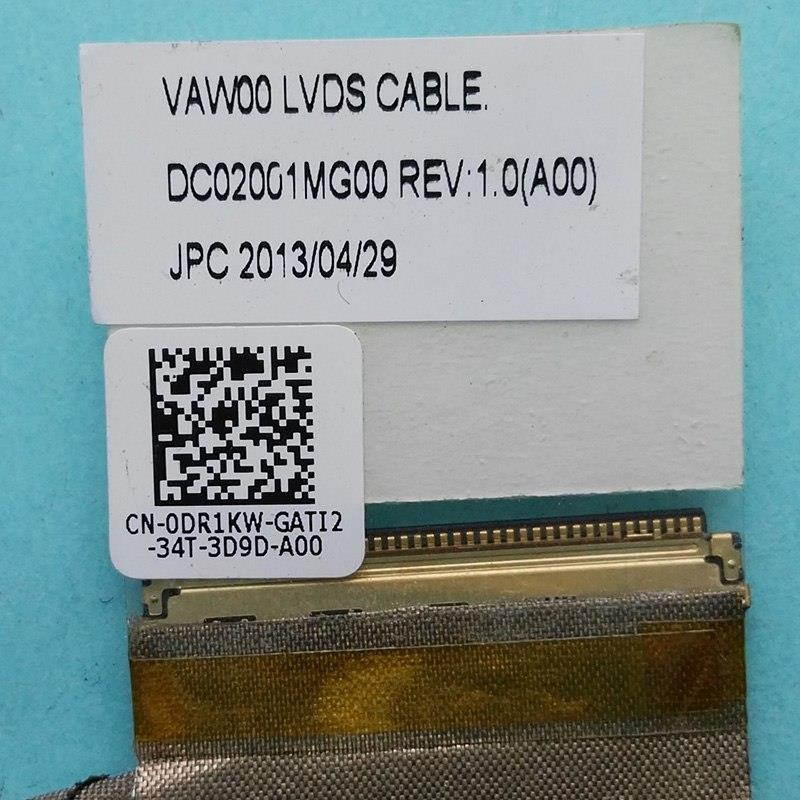 VAW00 LVDS CABLE.
DC02001MG00 REV:1.0(A00)
JPC 2013/04/29
CN-0DR1KW-GATI2
-34T-3D9D-A00